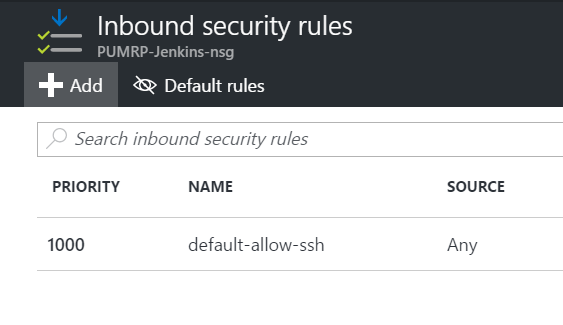 Inbound security rules
PUMRP-Jenkins-nsg
Add Default rules
Search inbound security rules
PRIORITY NAME SOURCE
1000 default-allow-ssh Any